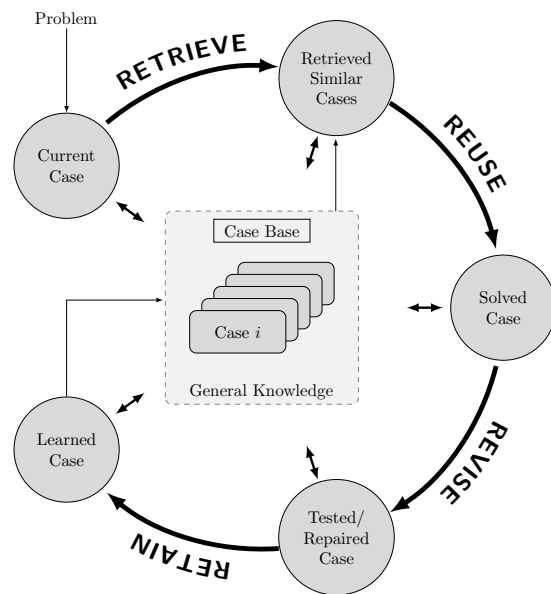 Problem
RETRIEVE
Retrieved
Similar
Cases
REUSE
Current
Case
Case Base
Case i
General Knowledge
Solved
Case
REVISE
Learned
Case
Tested/
Repaired
Case
RETAIN